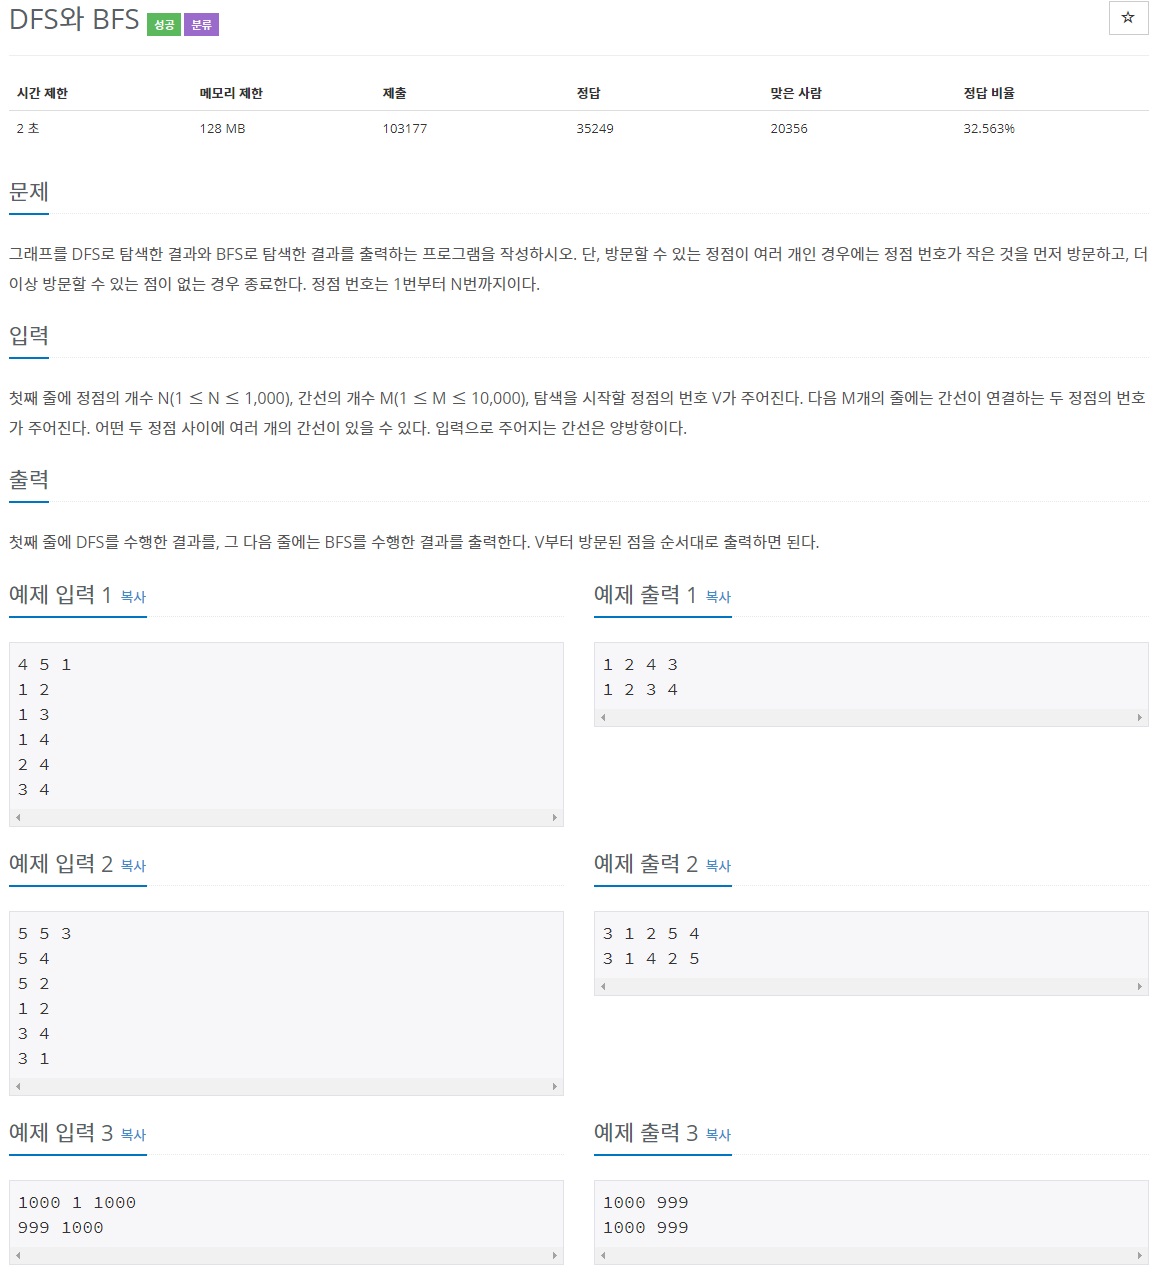 DFS와 BFS 성공 분류
☆
시간 제한 메모리 제한 제출 정답 맞은 사람 정답 비율
2 초 128 MB 103177 35249 20356 32.563%
문제
그래프를 DFS로 탐색한 결과와 BFS로 탐색한 결과를 출력하는 프로그램을 작성하시오. 단, 방문할 수 있는 정점이 여러 개인 경우에는 정점 번호가 작은 것을 먼저 방문하고, 더
이상 방문할 수 있는 점이 없는 경우 종료한다. 정점 번호는 1번부터 N번까지이다.
입력
첫째 줄에 정점의 개수 N(1 ≤ N ≤ 1,000), 간선의 개수 M(1 ≤ M ≤ 10,000), 탐색을 시작할 정점의 번호 V가 주어진다. 다음 M개의 줄에는 간선이 연결하는 두 정점의 번호
가 주어진다. 어떤 두 정점 사이에 여러 개의 간선이 있을 수 있다. 입력으로 주어지는 간선은 양방향이다.
출력
첫째 줄에 DFS를 수행한 결과를, 그 다음 줄에는 BFS를 수행한 결과를 출력한다. V부터 방문된 점을 순서대로 출력하면 된다.
예제 입력 1 복사
4 5 1
1 2
1 3
1 4
2 4
3 4
예제 출력 1 복사
1 2 4 3
1 2 3 4
예제 입력 2 복사
5 5 3
5 4
5 2
1 2
3 4
3 1
예제 출력 2 복사
3 1 2 5 4
3 1 4 2 5
예제 입력 3 복사
1000 1 1000
999 1000
예제 출력 3 복사
1000 999
1000 999